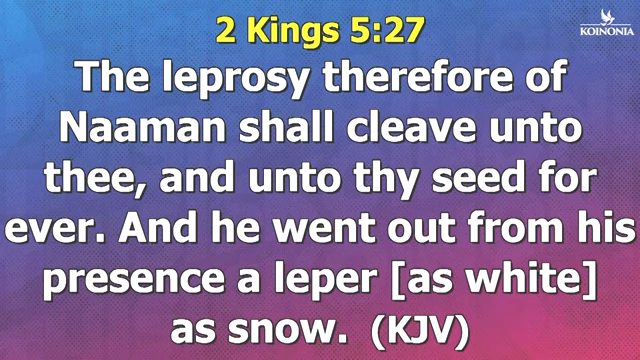 2 Kings 5:27
KOINONIA
The leprosy therefore of
Naaman shall cleave unto
thee, and unto thy seed for
ever. And he went out from his
presence a leper [as white]
as snow. (KJV)